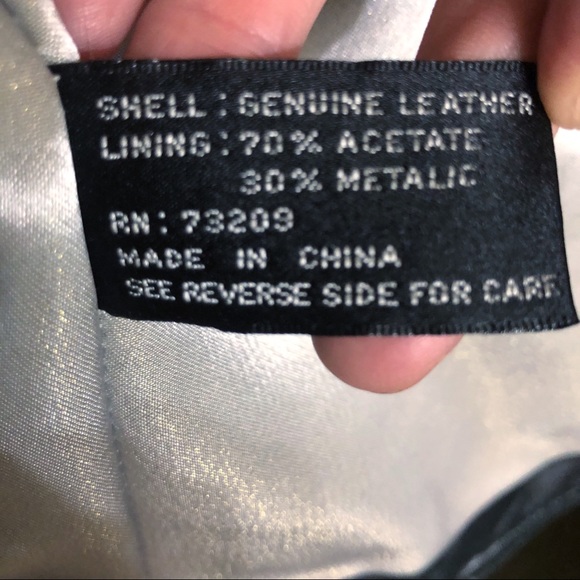 SHELL: GENUINE LEATHER
LINING: 70% ACETATE
30% METALIC
RN: 73209
MADE IN CHINA
SEE REVERSE SIDE FOR CARE